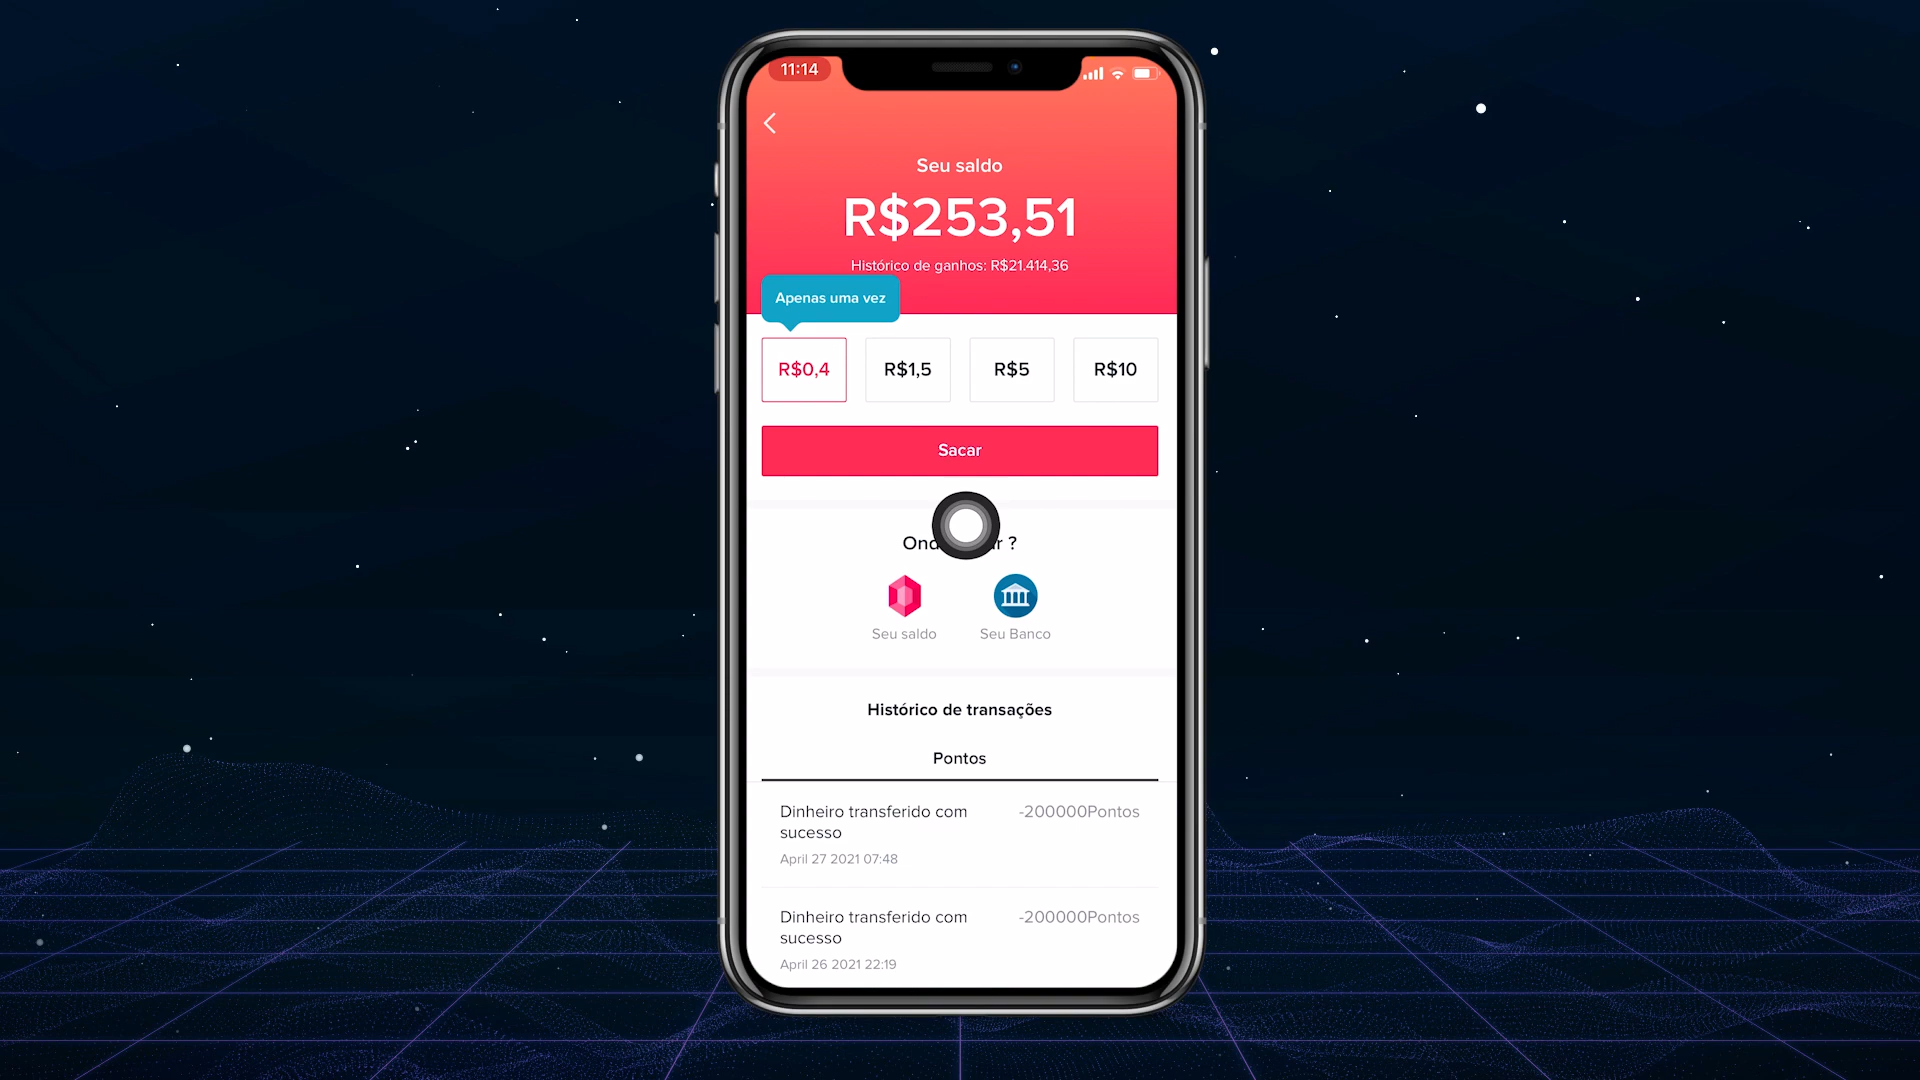 11:14
Seu saldo
R$253,51
Histórico de ganhos: R$21.414,36
Apenas uma vez
R$0,4
R$1,5
R$5
R$10
Sacar
?
Seu saldo
Seu Banco
Histórico de transações
Pontos
Dinheiro transferido com
-200000Pontos
sucesso
April 27 2021 07:48
Dinheiro transferido com
-200000Pontos
sucesso
April 26 2021 22:19